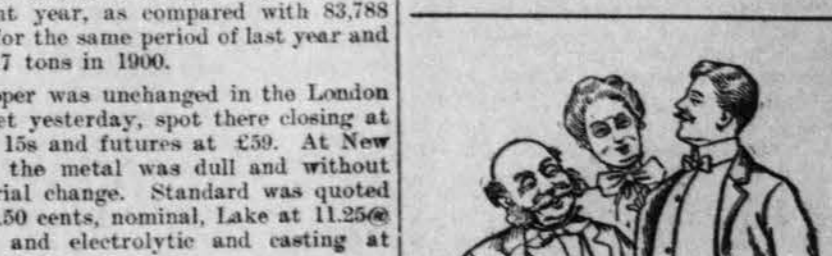 year, as compared with 83,788
for the same period of last year and
7 tons in 1900.
was unchanged in the London
yesterday, spot there closing at
15s and futures at £59. At New
the metal was dull and without
change. Standard was quoted
50 cents, nominal, Lake at 11.25@
and electrolytic and casting at